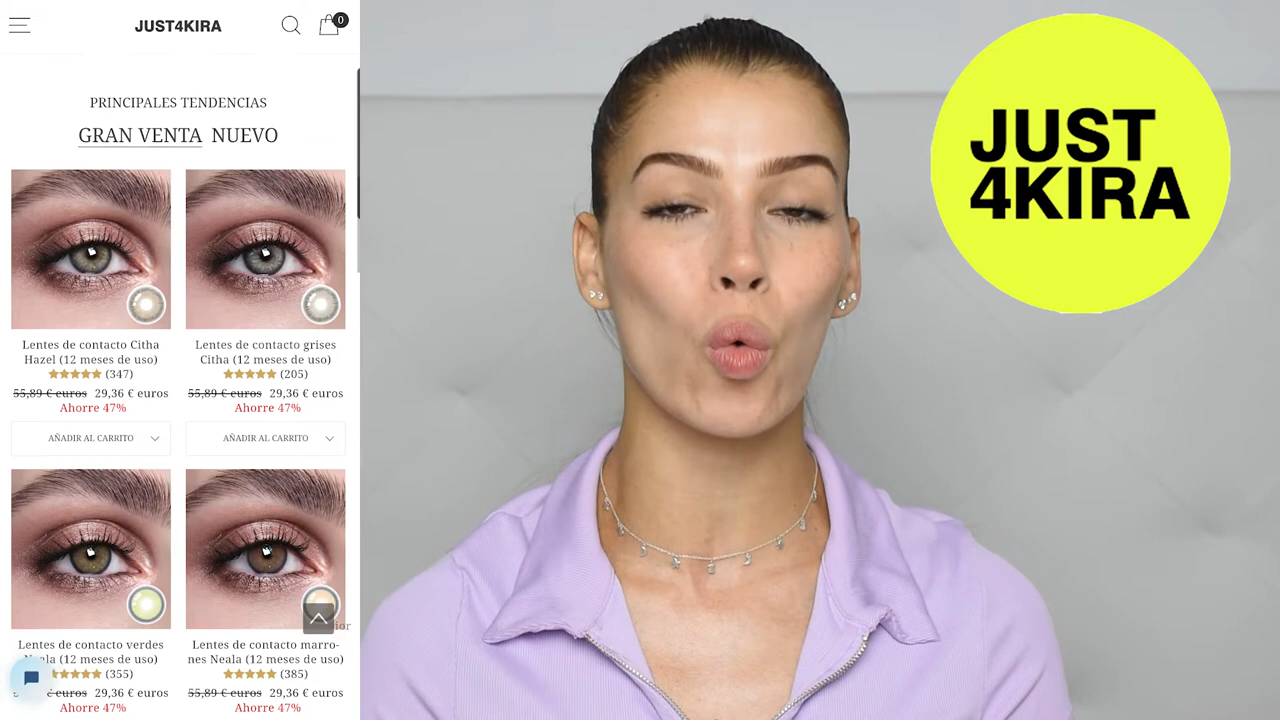 JUST4KIRA
0
PRINCIPALES TENDENCIAS
GRAN VENTA NUEVO
Lentes de contacto Citha
Hazel (12 meses de uso)
(347)
55,89 € euros 29,36 € euros
Ahorre 47%
AÑADIR AL CARRITO
Lentes de contacto grises
Citha (12 meses de uso)
(205)
55,89 € euros 29,36 € euros
Ahorre 47%
AÑADIR AL CARRITO
Lentes de contacto verdes
(12 meses de uso)
(355)
€ euros 29,36 € euros
Ahorre 47%
Lentes de contacto marro-
nes Neala (12 meses de uso)
(385)
55,89 € euros 29,36 € euros
Ahorre 47%
JUST
4KIRA